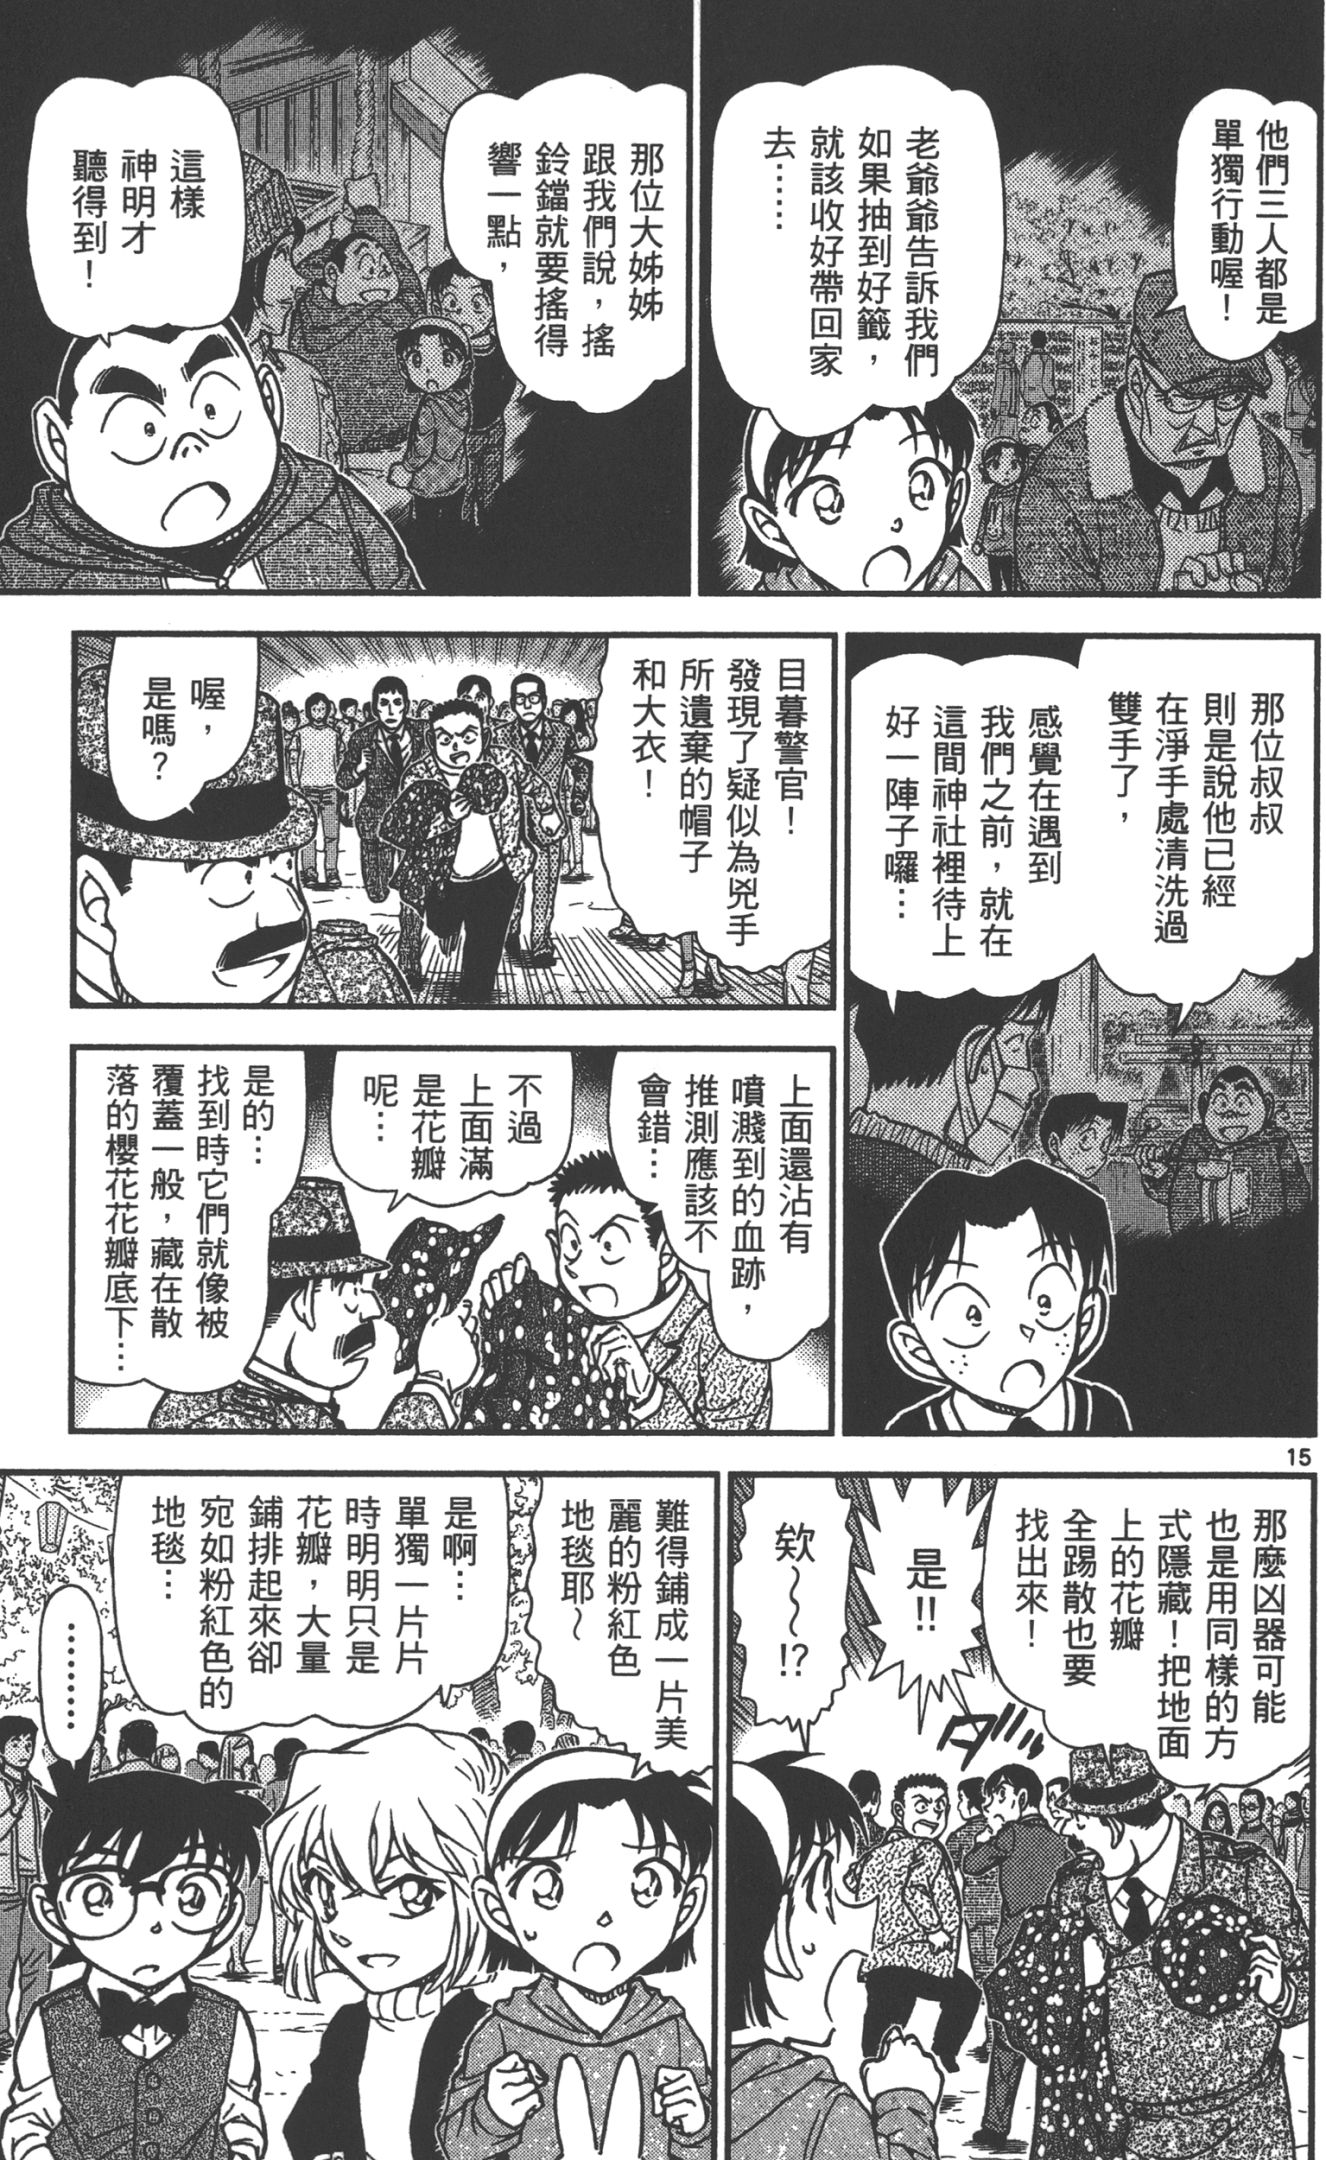 他們三人都是
單獨行動喔！
老爺爺告訴我們
如果抽到好籤，
就該收好帶回家
去……
那位大姊姊
跟我們說，搖
鈴鐺就要搖得
響一點，
這樣
神明才
聽得到！
那位叔叔
則是說他已經
在淨手處清洗過
雙手了，
感覺在遇到
我們之前，就在
這間神社裡待上
好一陣子囉…
目暮警官！
發現了疑似為兇手
所遺棄的帽子
和大衣！
喔，
是嗎？
上面還沾有
噴濺到的血跡，
推測應該不
會錯…
不過
上面滿
是花瓣
呢…
是的…
找到時它們就像被
覆蓋一般，藏在散
落的櫻花花瓣底下…
15
那麼凶器可能
也是用同樣的方
式隱藏！把地面
上的花瓣
全踢散也要
找出來！
是!!
欸～～!?
難得鋪成一片美
麗的粉紅色
地毯耶～
是啊…
單獨一片片
時明明只是
花瓣，大量
鋪排起來卻
宛如粉紅色的
地毯…
………